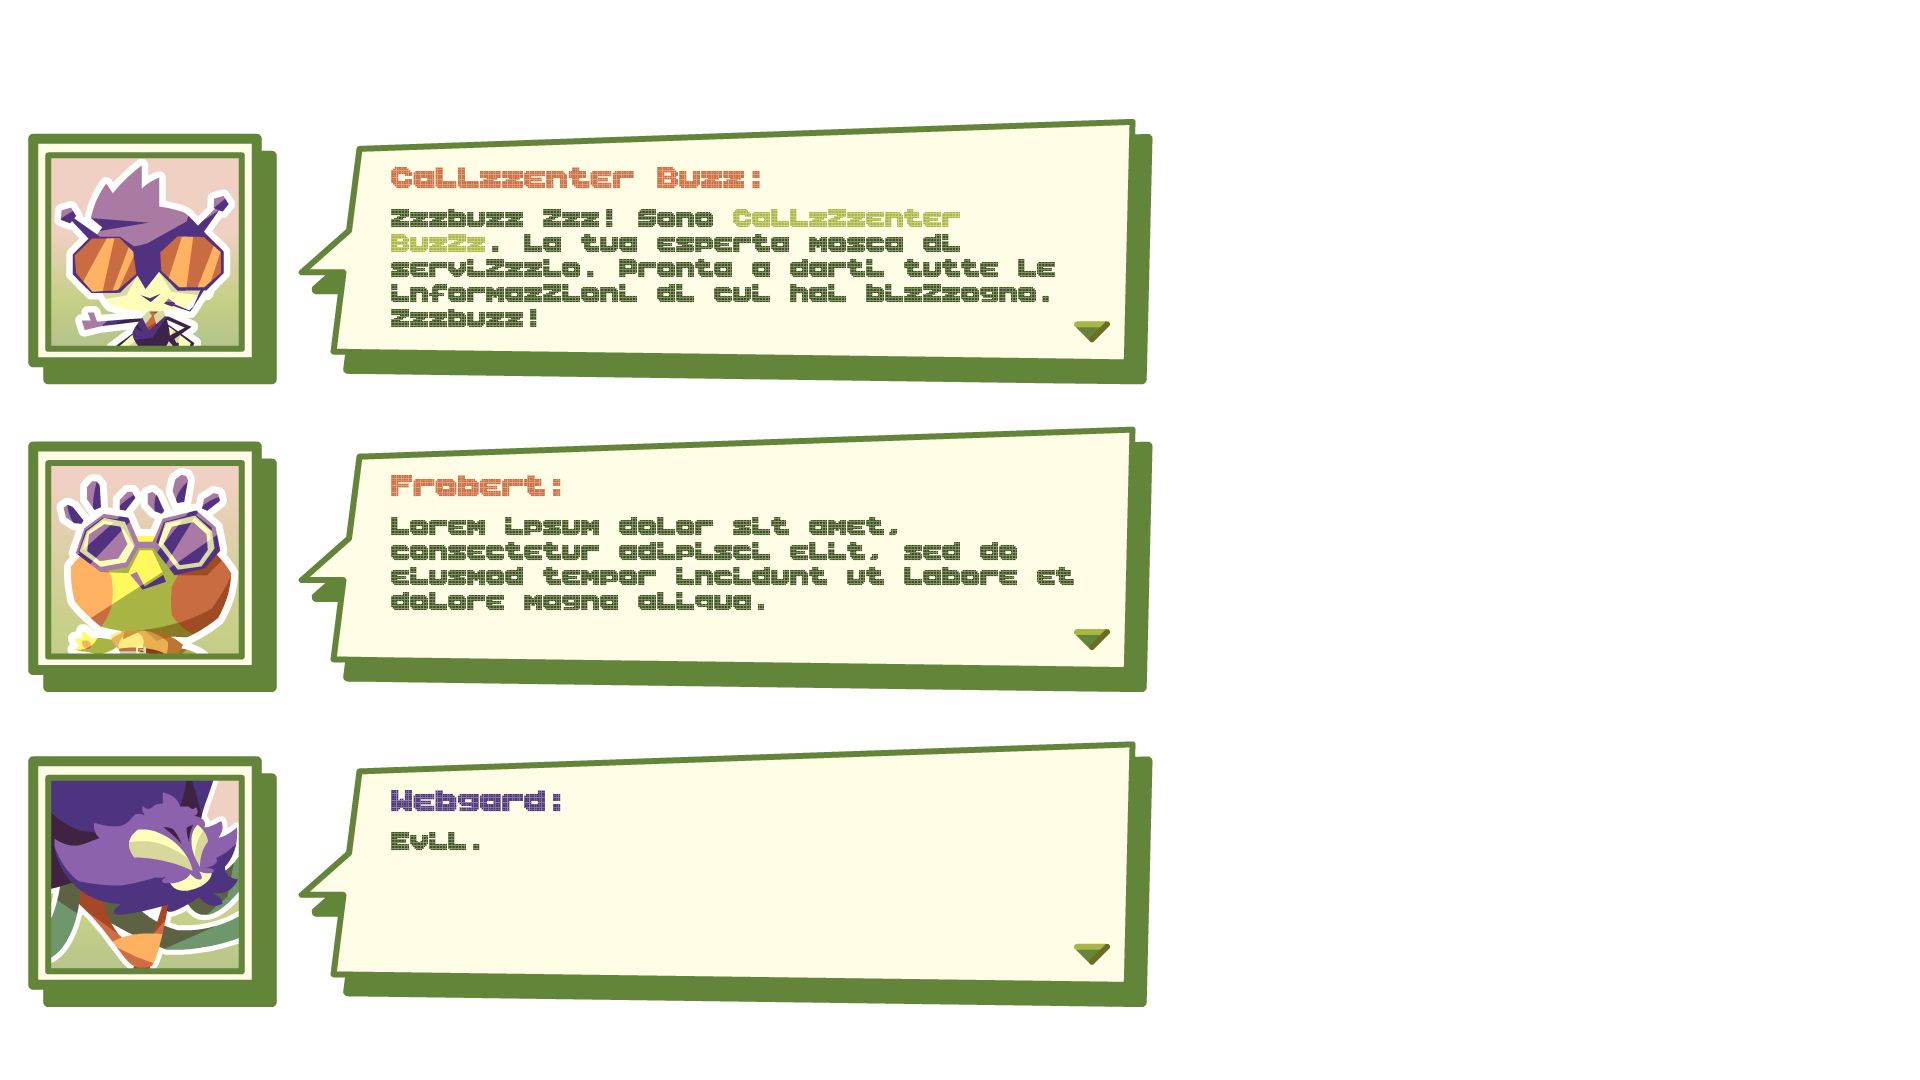 Callzzenter Buzz:
Zzzbuzz Zzz! Sono CallzZzenter
BuzZz. La tua esperta mosca di
serviZzzio. Pronta a darti tutte le
informazZioni di cui hai bizZzogno.
Zzzbuzz!
Frobert:
Lorem ipsum dolor sit amet,
consectetur adipisci elit, sed do
eiusmod tempor incidunt ut labore et
dolore magna aliqua.
Webgard:
Evil.